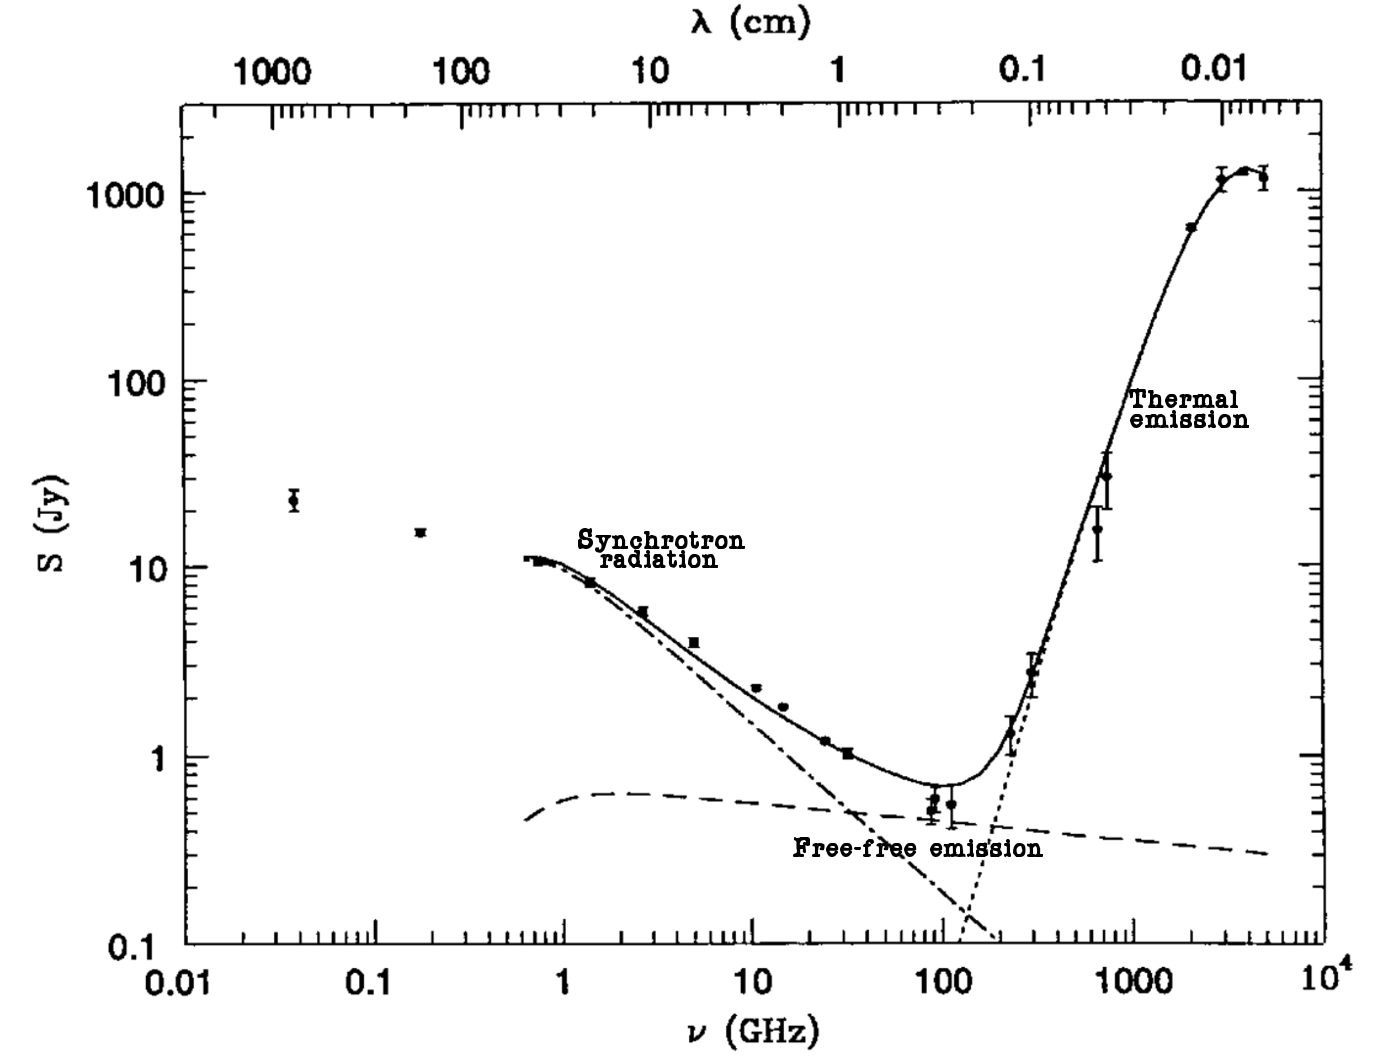 λ (cm)
1000 100 10 1 0.1 0.01
1000
100
Thermal
emission
S (Jy)
Synchrotron
radiation
10
1
Free-free emission
0.1
0.01 0.1 1 10 100 1000 10⁴
ν (GHz)